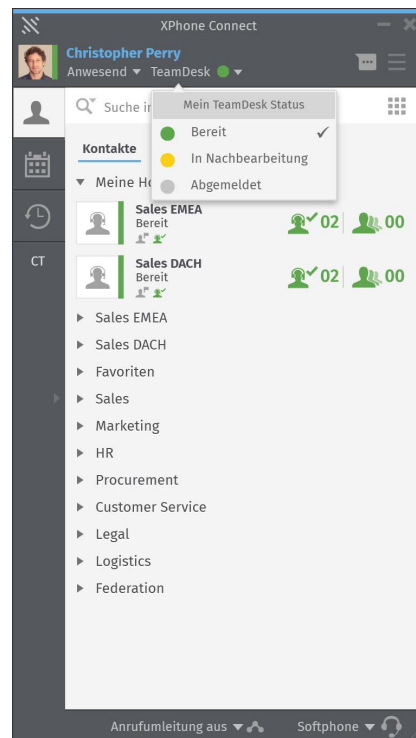 XPhone Connect
Christopher Perry
Anwesend TeamDesk
Suche
Mein TeamDesk Status
Bereit
In Nachbearbeitung
Abgemeldet
Kontakte
Meine
Sales EMEA
Bereit
02 00
Sales DACH
Bereit
02 00
CT
Sales EMEA
Sales DACH
Favoriten
Sales
Marketing
HR
Procurement
Customer Service
Legal
Logistics
Federation
Anrufumleitung aus Softphone